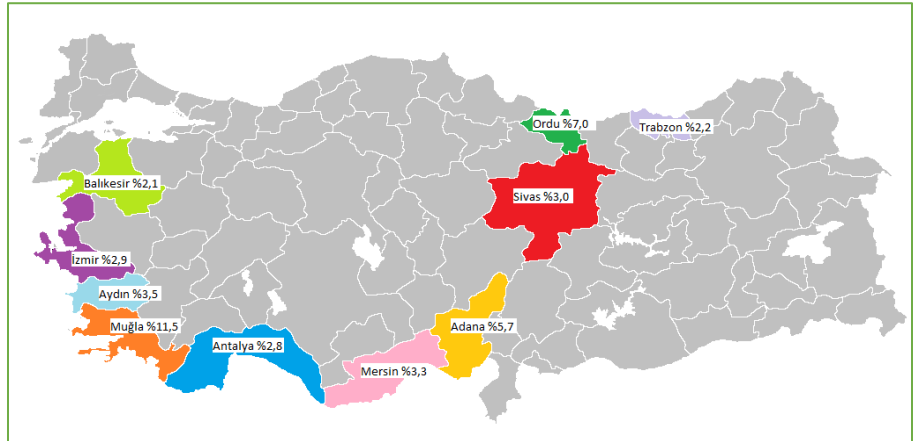 Ordu %7,0
Trabzon %2,2
Balıkesir %2,1
Sivas %3,0
İzmir %2,9
Aydın %3,5
Muğla %11,5
Adana %5,7
Antalya %2,8
Mersin %3,3